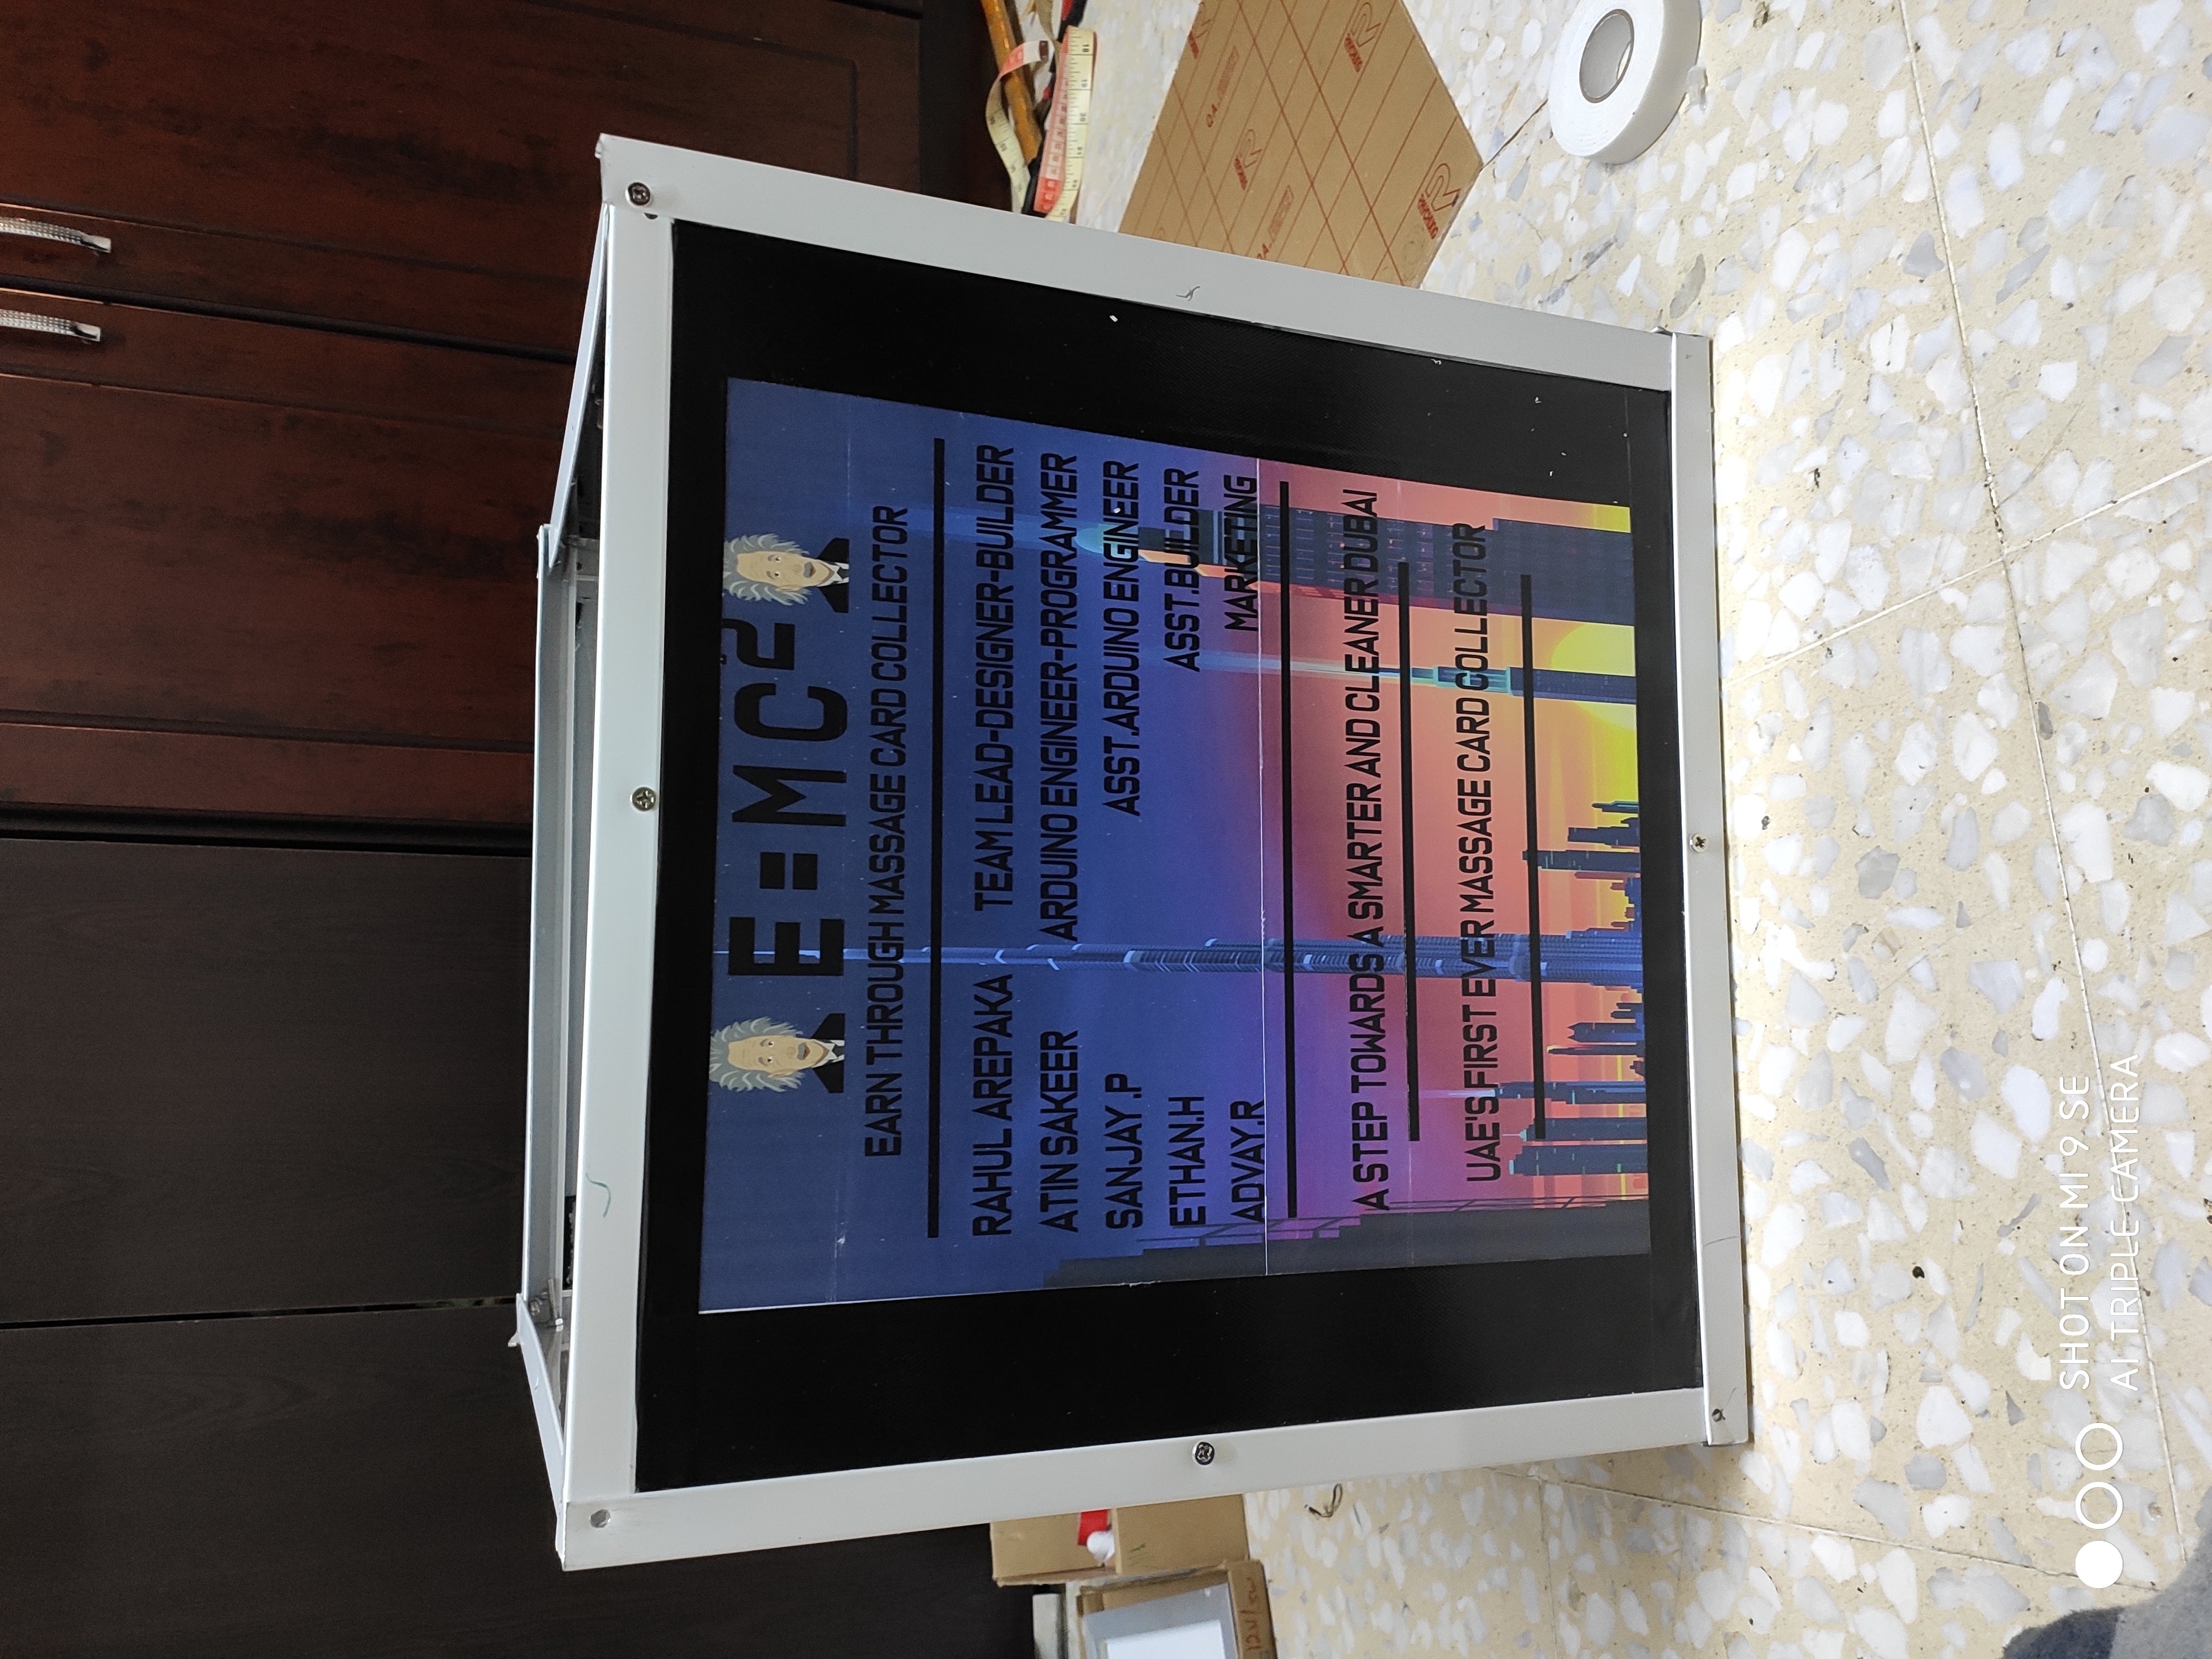 E=MC²
EARN THROUGH MASSAGE CARD COLLECTOR
RAHUL AREPAKA TEAM LEAD-DESIGNER-BUILDER
ATIN SAKEER ARDUINO ENGINEER-PROGRAMMER
SANJAY .P ASST.ARDUINO ENGINEER
ETHAN.H ASST.BUILDER
ADVAY.R MARKETING
A STEP TOWARDS A SMARTER AND CLEANER DUBAI
UAE'S FIRST EVER MASSAGE CARD COLLECTOR
SHOT ON MI 9 SE
AI TRIPLE CAMERA